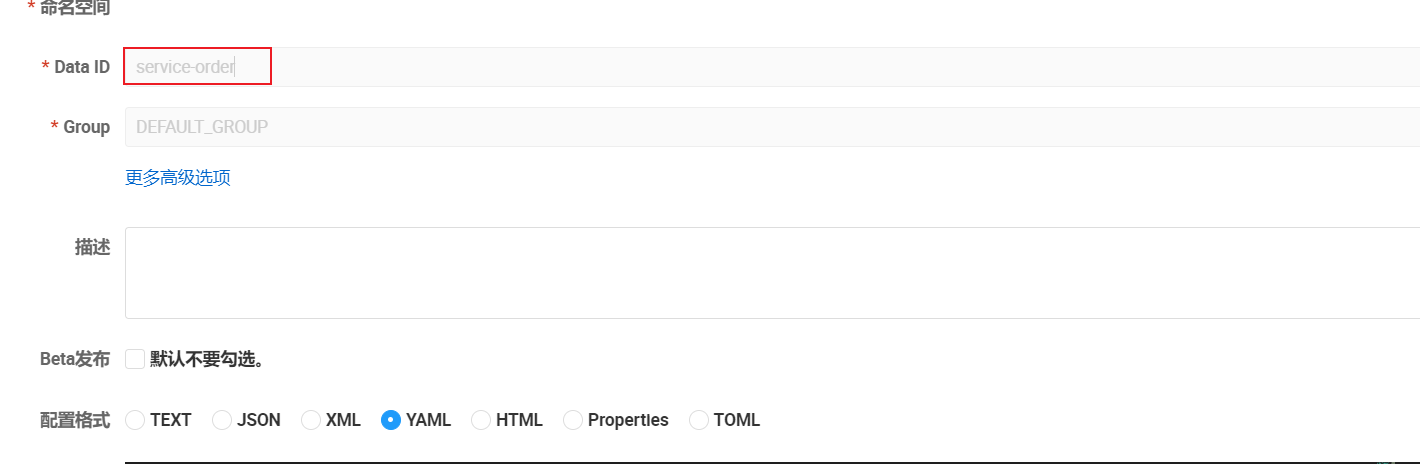 * 命名空间
* Data ID service-order
* Group DEFAULT_GROUP
更多高级选项
描述
Beta发布 默认不要勾选。
配置格式 TEXT JSON XML YAML HTML Properties TOML